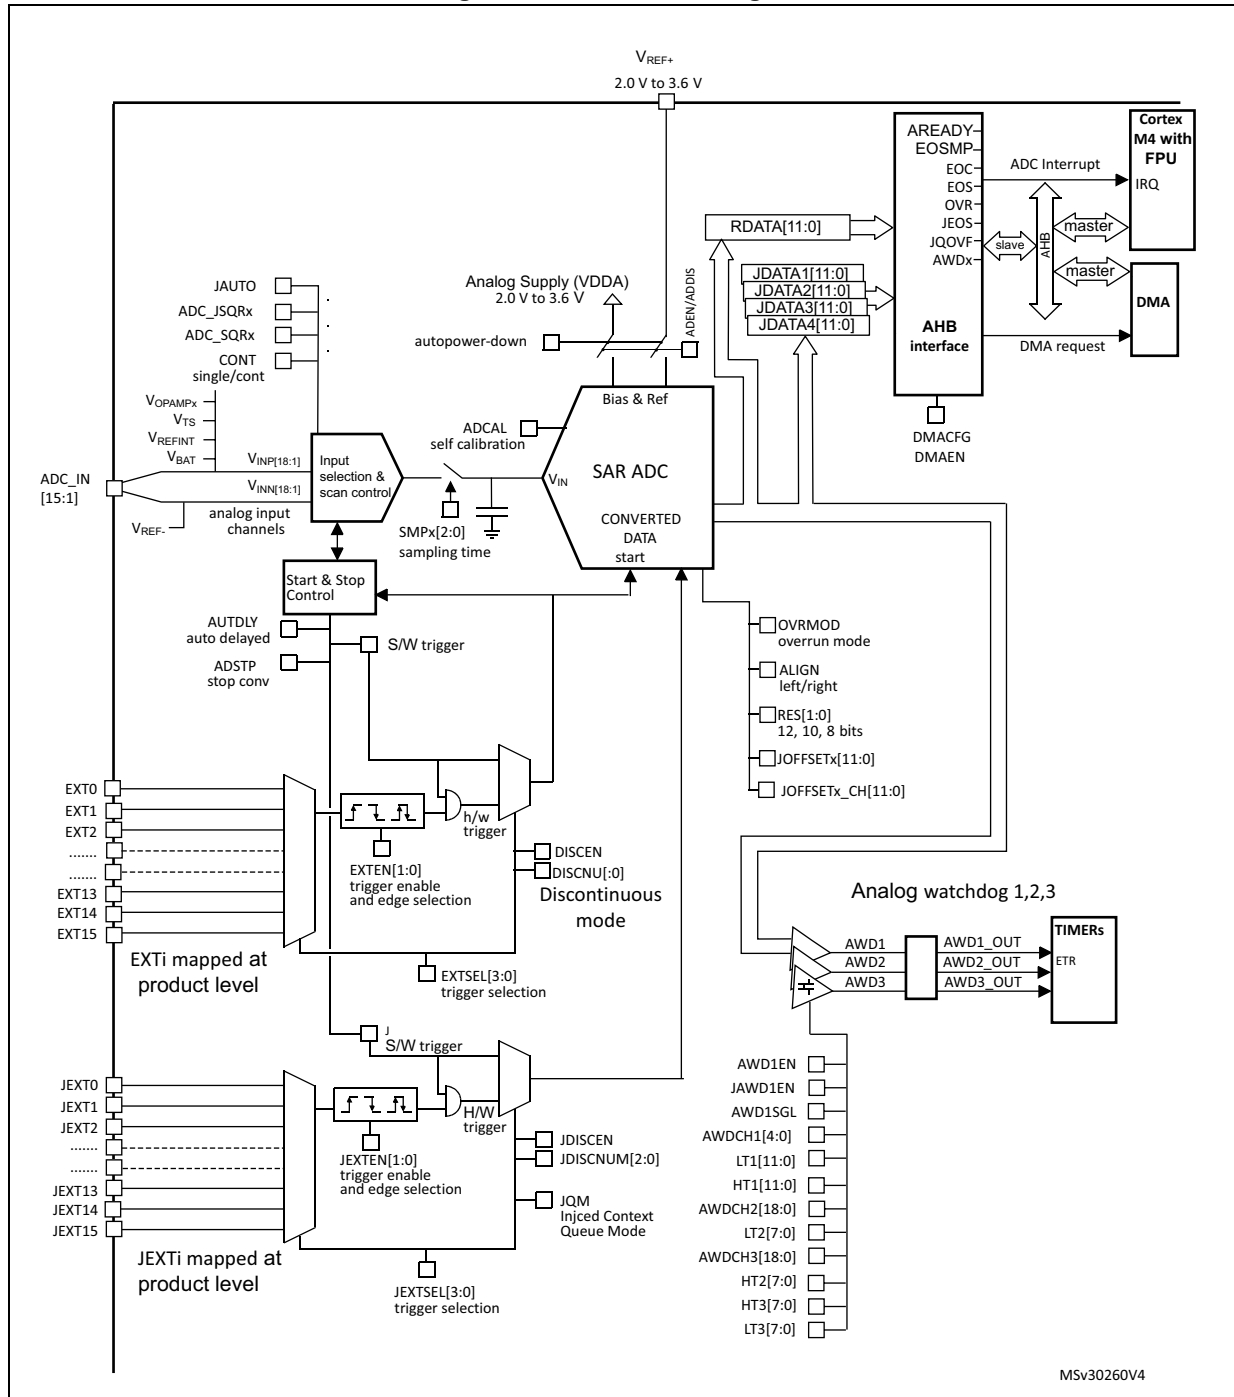 VREF+
2.0 V to 3.6 V
AREADY
EOSMP
EOC
EOS
OVR
JEOS
JQOVF
AWDx
AHB
interface
ADC Interrupt
Cortex
M4 with
FPU
IRQ
slave
AHB
master
master
DMA
DMA request
DMACFG
DMAEN
RDATA[11:0]
JDATA1[11:0]
JDATA2[11:0]
JDATA3[11:0]
JDATA4[11:0]
JAUTO
ADC_JSQRx
ADC_SQRx
CONT
single/cont
Analog Supply (VDDA)
2.0 V to 3.6 V
autopower-down
ADEN/ADDIS
Bias & Ref
ADCAL
self calibration
VOPAMPx
VTS
VREFINT
VBAT
ADC_IN
[15:1]
VINP[18:1]
VINN[18:1]
analog input
channels
VREF-
Input
selection &
scan control
SMPx[2:0]
sampling time
VIN
SAR ADC
CONVERTED
DATA
start
Start & Stop
Control
AUTDLY
auto delayed
ADSTP
stop conv
S/W trigger
OVRMOD
overrun mode
ALIGN
left/right
RES[1:0]
12, 10, 8 bits
JOFFSETx[11:0]
JOFFSETx_CH[11:0]
EXT0
EXT1
EXT2
.......
.......
EXT13
EXT14
EXT15
EXTi mapped at
product level
h/w
trigger
EXTEN[1:0]
trigger enable
and edge selection
DISCEN
DISCNU[:0]
Discontinuous
mode
EXTSEL[3:0]
trigger selection
Analog watchdog 1,2,3
AWD1
AWD2
AWD3
AWD1_OUT
AWD2_OUT
AWD3_OUT
TIMERs
ETR
J
S/W trigger
JEXT0
JEXT1
JEXT2
.......
.......
JEXT13
JEXT14
JEXT15
JEXTi mapped at
product level
H/W
trigger
JEXTEN[1:0]
trigger enable
and edge selection
JDISCEN
JDISCNUM[2:0]
JQM
Injced Context
Queue Mode
JEXTSEL[3:0]
trigger selection
AWD1EN
JAWD1EN
AWD1SGL
AWDCH1[4:0]
LT1[11:0]
HT1[11:0]
AWDCH2[18:0]
LT2[7:0]
AWDCH3[18:0]
HT2[7:0]
HT3[7:0]
LT3[7:0]
MSv30260V4